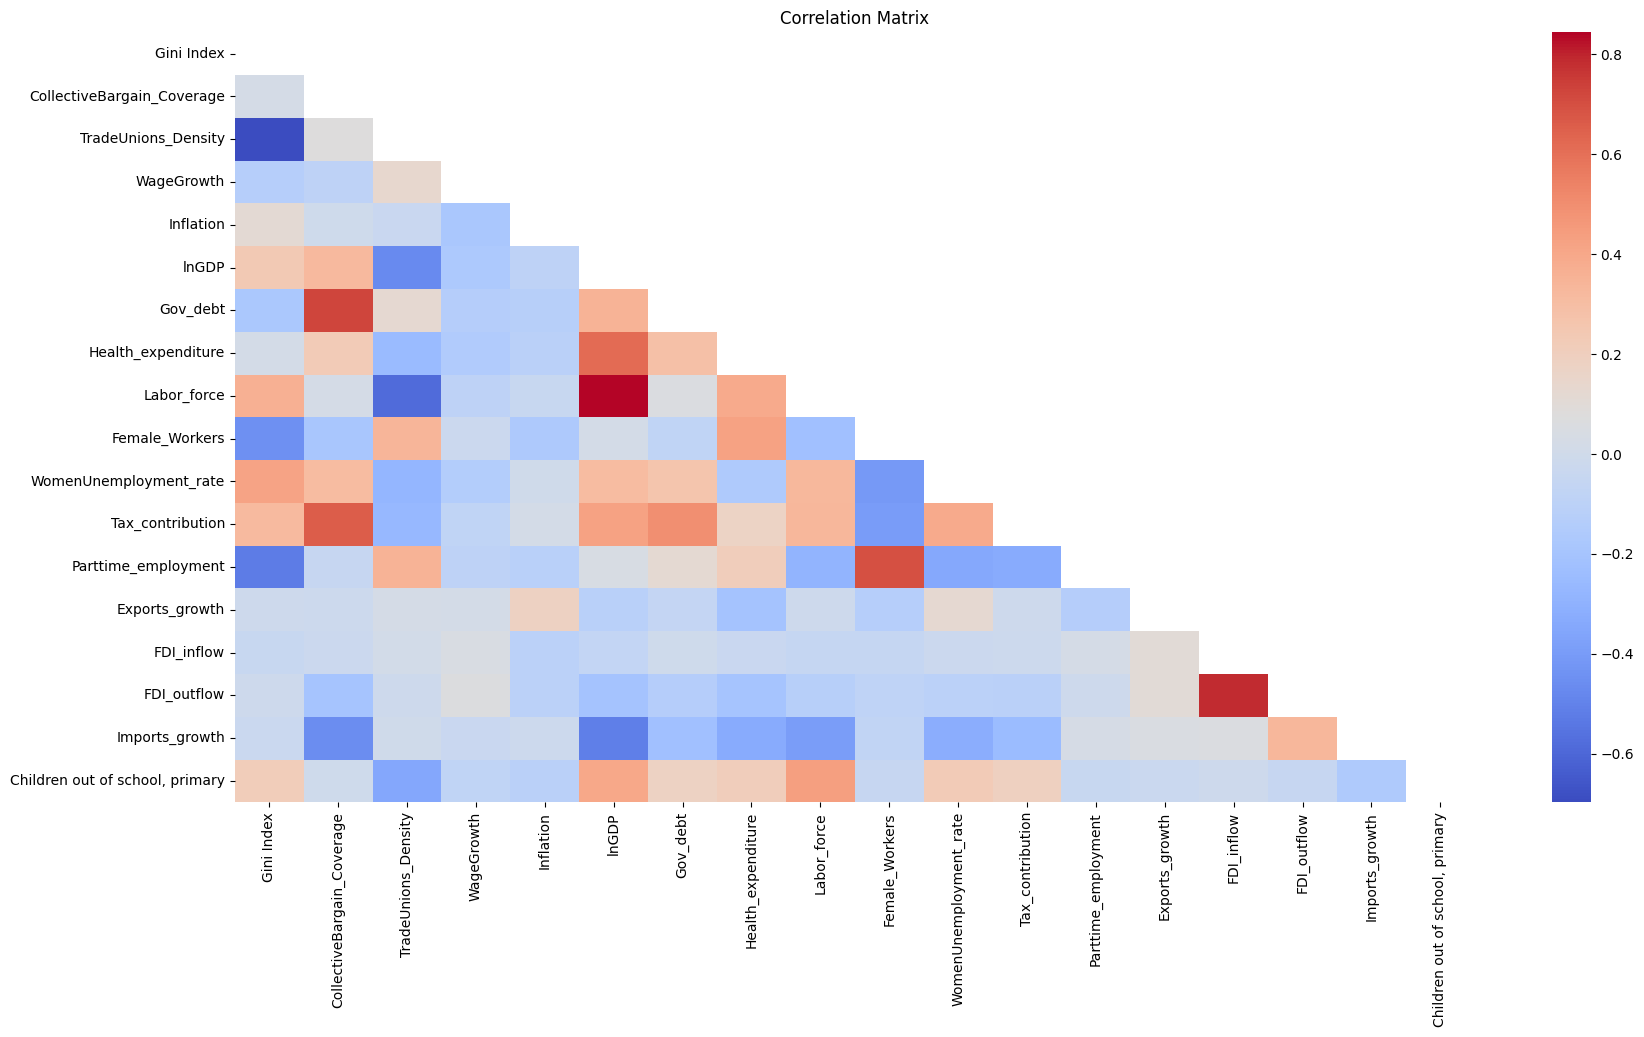 Correlation Matrix
Gini Index
CollectiveBargain_Coverage
TradeUnions_Density
WageGrowth
Inflation
lnGDP
Gov_debt
Health_expenditure
Labor_force
Female_Workers
WomenUnemployment_rate
Tax_contribution
Parttime_employment
Exports_growth
FDI_inflow
FDI_outflow
Imports_growth
Children out of school, primary
Gini Index
CollectiveBargain_Coverage
TradeUnions_Density
WageGrowth
Inflation
lnGDP
Gov_debt
Health_expenditure
Labor_force
Female_Workers
WomenUnemployment_rate
Tax_contribution
Parttime_employment
Exports_growth
FDI_inflow
FDI_outflow
Imports_growth
Children out of school, primary
0.8
0.6
0.4
0.2
0.0
−0.2
−0.4
−0.6